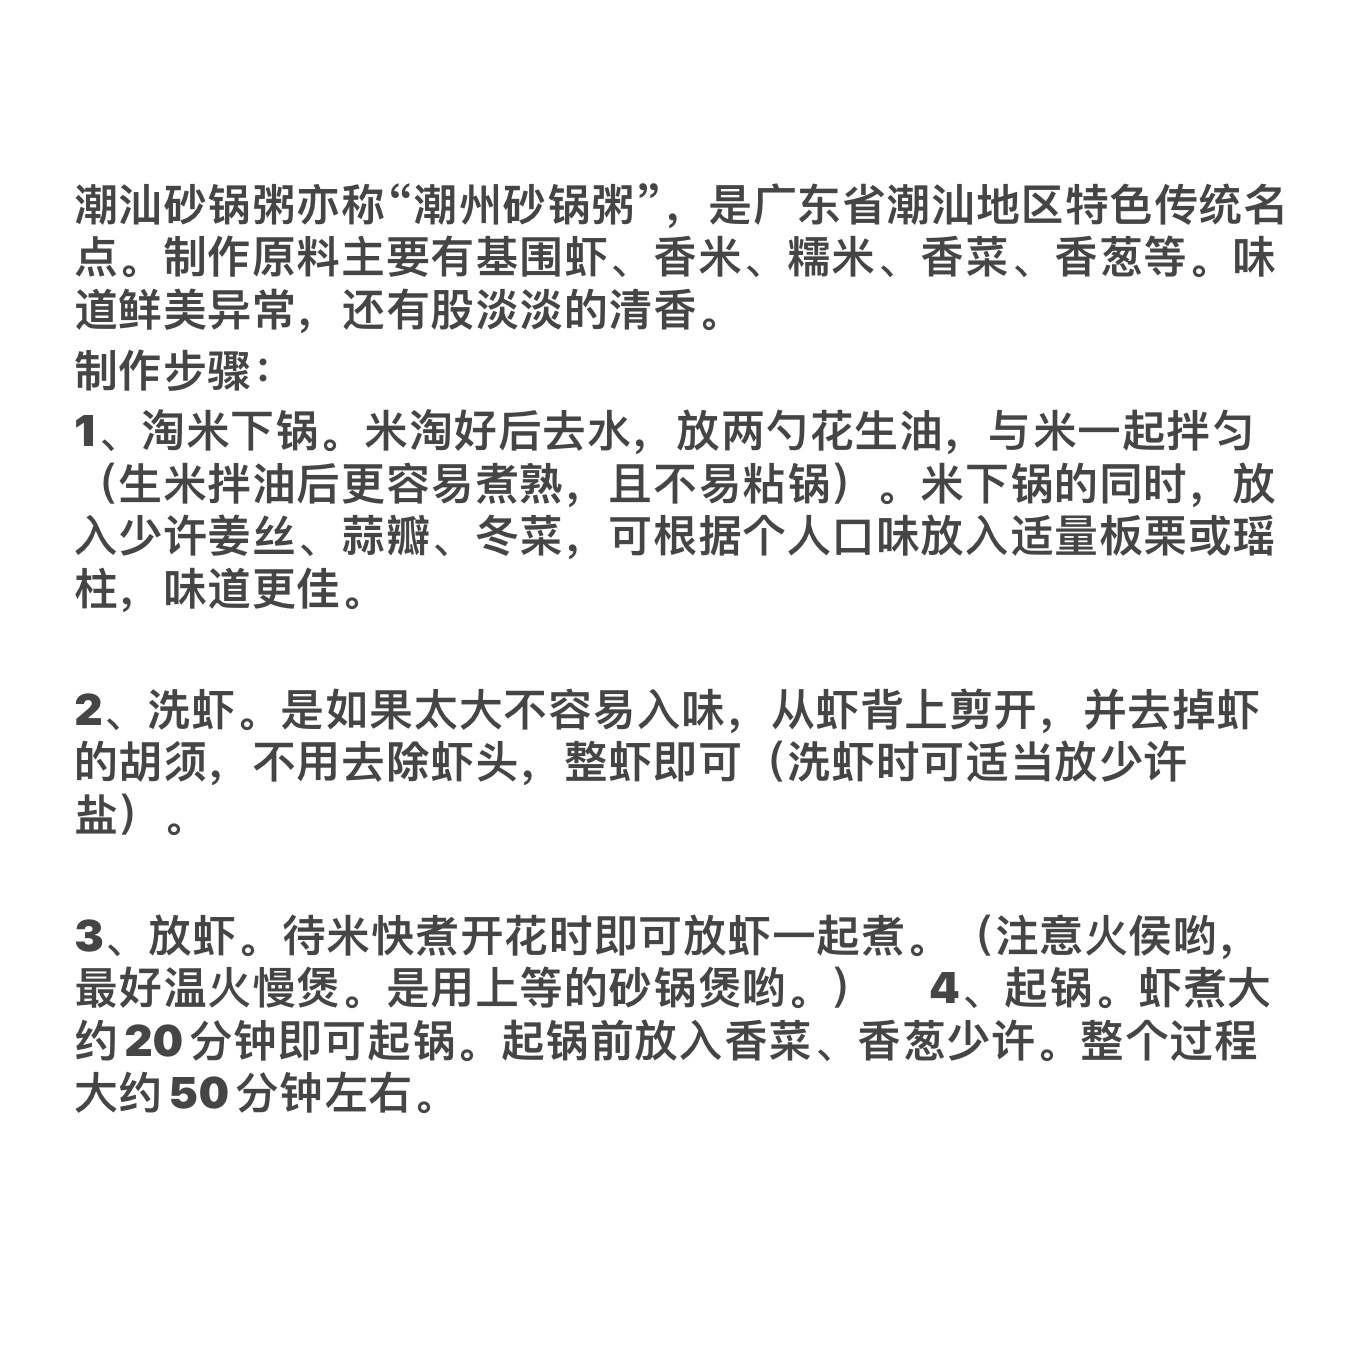 潮汕砂锅粥亦称“潮州砂锅粥”，是广东省潮汕地区特色传统名
点。制作原料主要有基围虾、香米、糯米、香菜、香葱等。味
道鲜美异常，还有股淡淡的清香。
制作步骤：
1、淘米下锅。米淘好后去水，放两勺花生油，与米一起拌匀
（生米拌油后更容易煮熟，且不易粘锅）。米下锅的同时，放
入少许姜丝、蒜瓣、冬菜，可根据个人口味放入适量板栗或瑶
柱，味道更佳。
2、洗虾。是如果太大不容易入味，从虾背上剪开，并去掉虾
的胡须，不用去除虾头，整虾即可（洗虾时可适当放少许
盐）。
3、放虾。待米快煮开花时即可放虾一起煮。（注意火侯哟，
最好温火慢煲。是用上等的砂锅煲哟。）　4、起锅。虾煮大
约20分钟即可起锅。起锅前放入香菜、香葱少许。整个过程
大约50分钟左右。